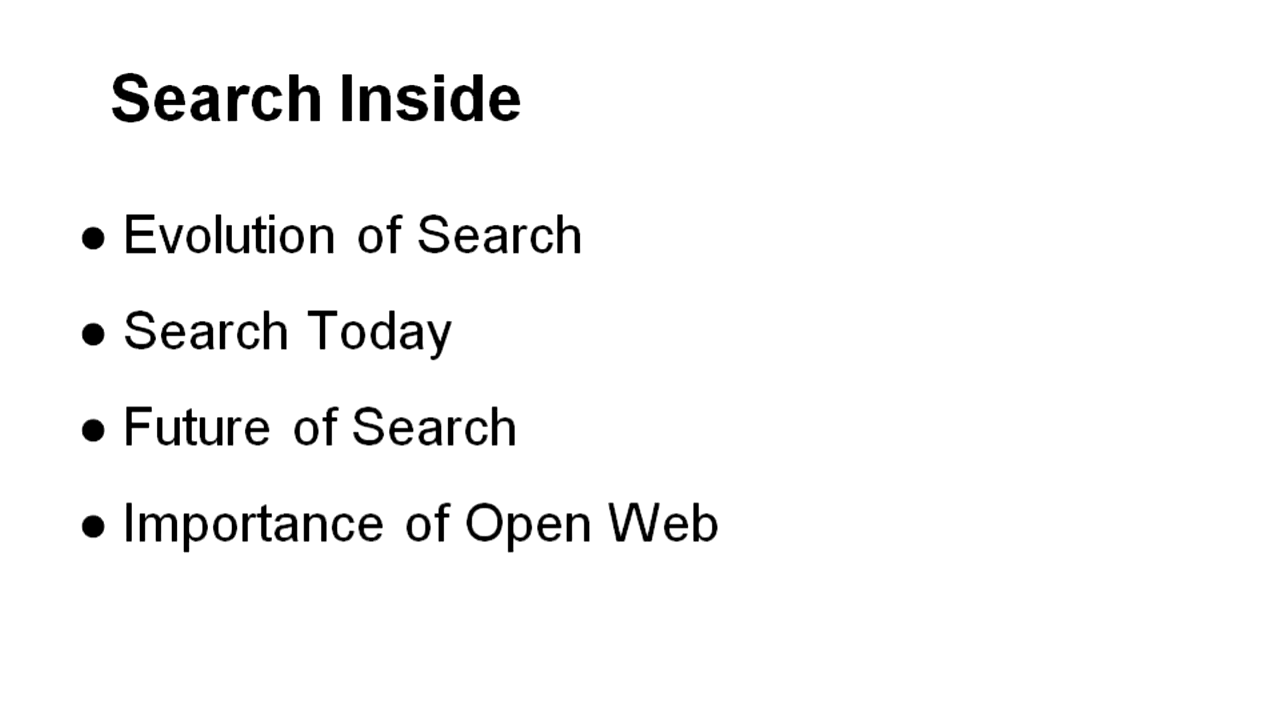 Search Inside
● Evolution of Search
● Search Today
● Future of Search
● Importance of Open Web